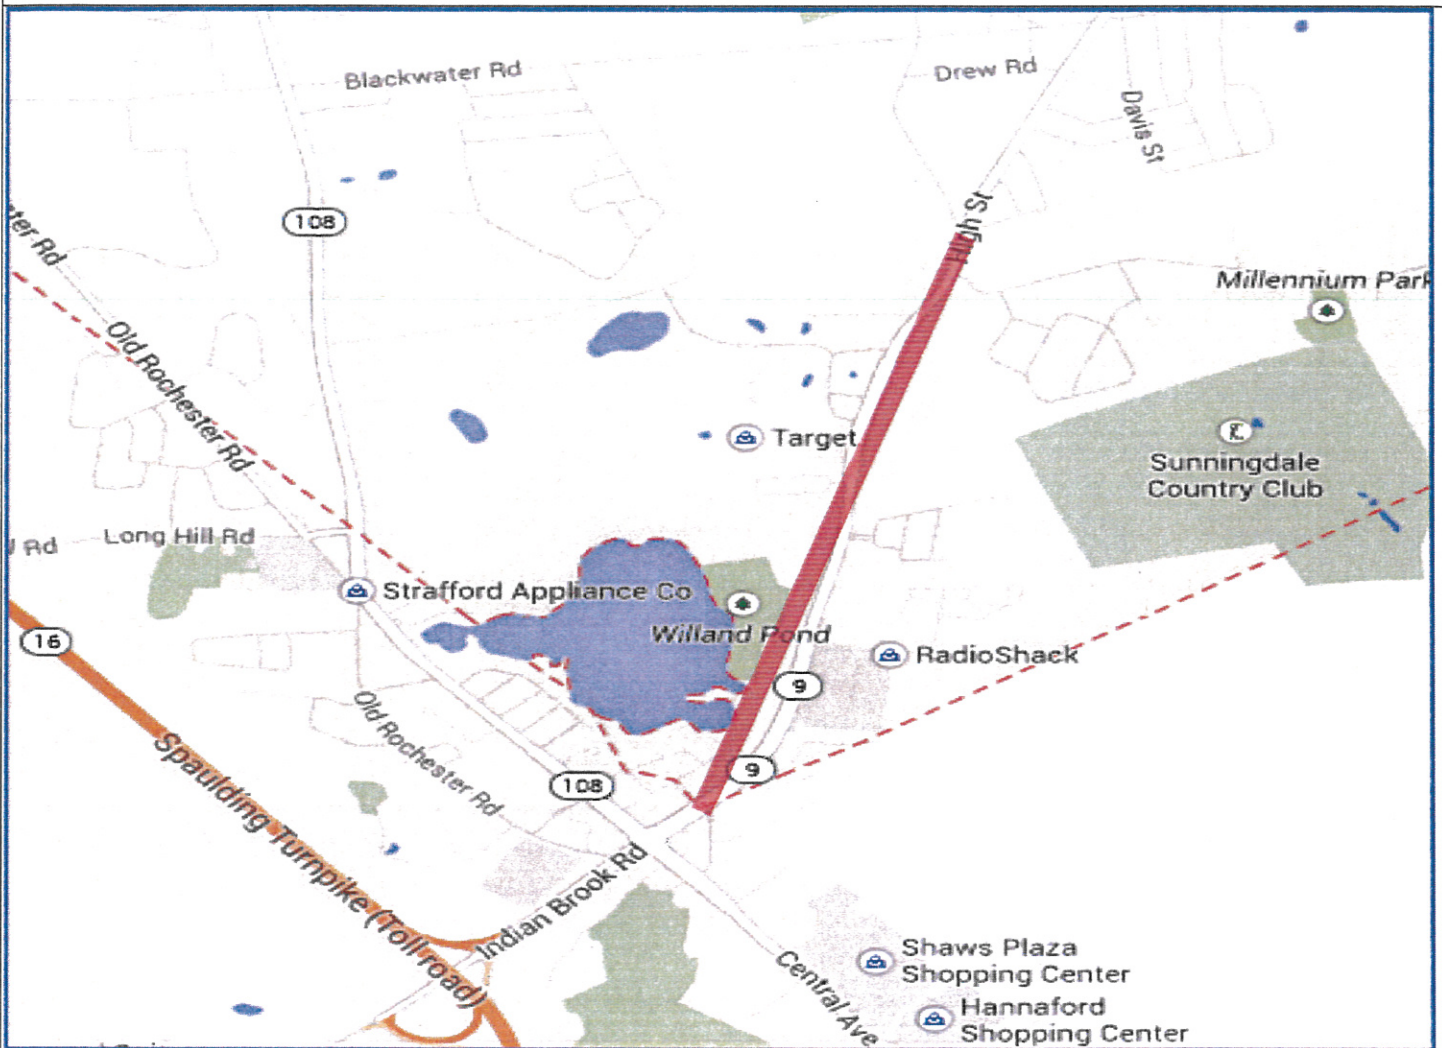 Blackwater Rd
Drew Rd
Davis St
108
High St
ter Rd
Millennium Park
Old Rochester Rd
Target
Sunningdale
Country Club
Long Hill Rd
Rd
Strafford Appliance Co
16
Willand Pond
RadioShack
9
Old Rochester Rd
9
108
Spaulding Turnpike (Toll road)
Indian Brook Rd
Central Ave
Shaws Plaza
Shopping Center
Hannaford
Shopping Center